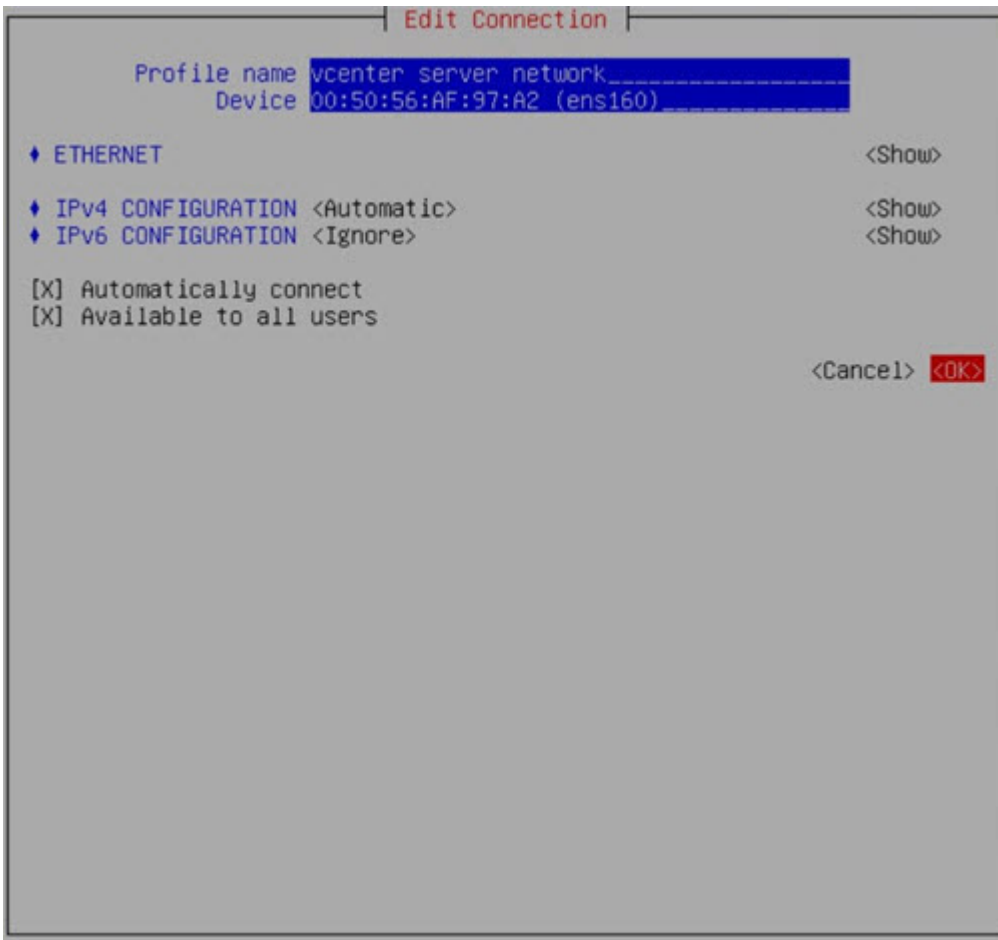 Edit Connection
Profile name vcenter server network
Device 00:50:56:AF:97:A2 (ens160)
ETHERNET <Show>
IPv4 CONFIGURATION <Automatic> <Show>
IPv6 CONFIGURATION <Ignore> <Show>
[X] Automatically connect
[X] Available to all users
<Cancel> <OK>